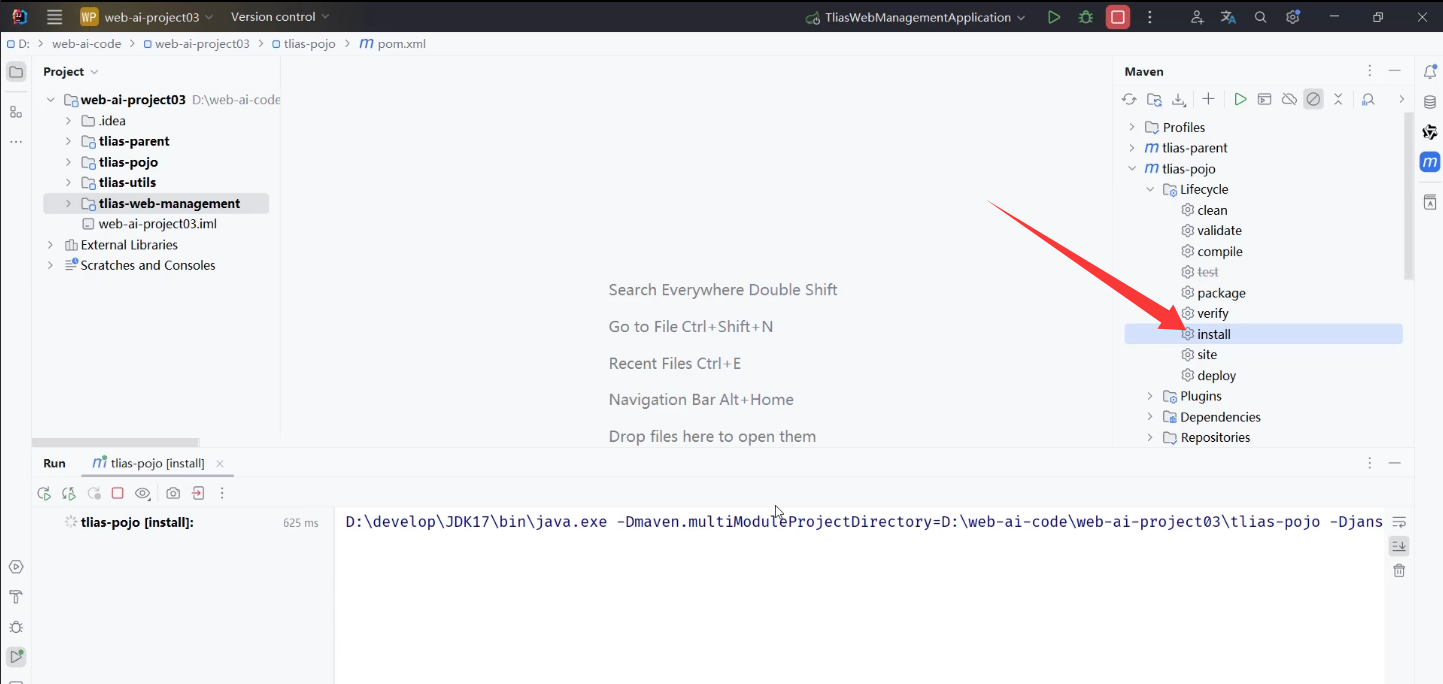 WP web-ai-project03 Version control TliasWebManagementApplication
D: web-ai-code web-ai-project03 tlias-pojo m pom.xml
Project
web-ai-project03 D:\web-ai-code
.idea
tlias-parent
tlias-pojo
tlias-utils
tlias-web-management
web-ai-project03.iml
External Libraries
Scratches and Consoles
Search Everywhere Double Shift
Go to File Ctrl+Shift+N
Recent Files Ctrl+E
Navigation Bar Alt+Home
Drop files here to open them
Maven
Profiles
m tlias-parent
m tlias-pojo
Lifecycle
clean
validate
compile
test
package
verify
install
site
deploy
Plugins
Dependencies
Repositories
m
Run m tlias-pojo [install]
tlias-pojo [install]: 625 ms
D:\develop\JDK17\bin\java.exe -Dmaven.multiModuleProjectDirectory=D:\web-ai-code\web-ai-project03\tlias-pojo -Djans